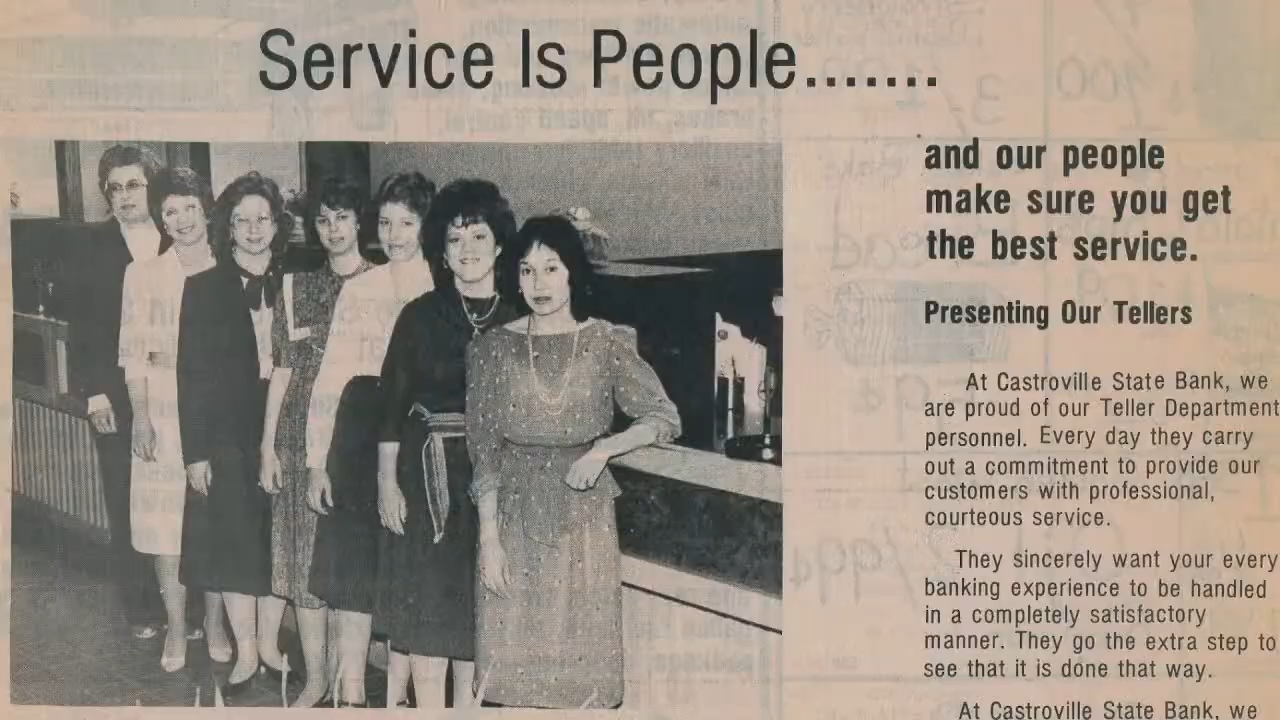 Service Is People.......
and our people
make sure you get
the best service.
Presenting Our Tellers
At Castroville State Bank, we
are proud of our Teller Department
personnel. Every day they carry
out a commitment to provide our
customers with professional,
courteous service.
They sincerely want your every
banking experience to be handled
in a completely satisfactory
manner. They go the extra step to
see that it is done that way.
At Castroville State Bank, we